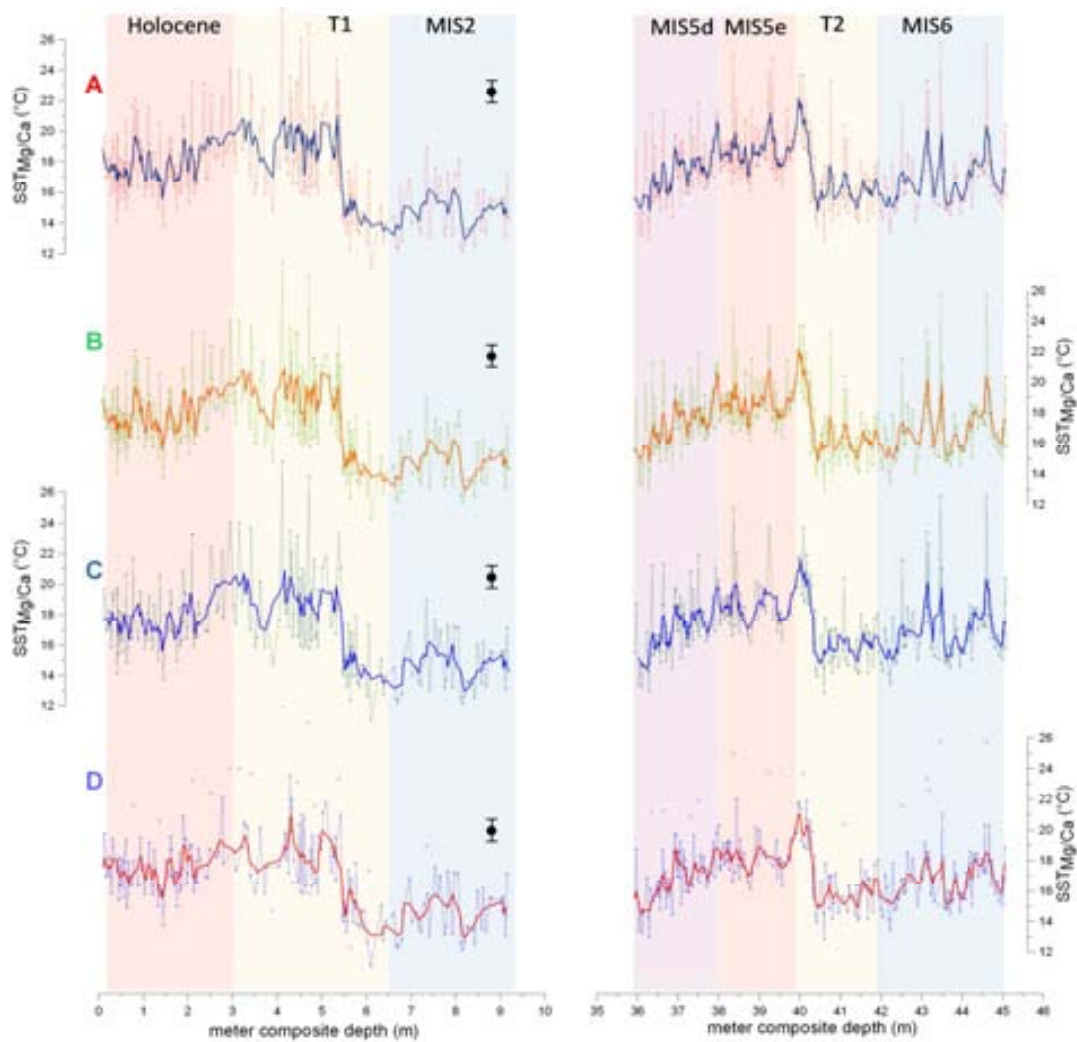 Holocene T1 MIS2 MIS5d MIS5e T2 MIS6
A
SSTMg/Ca (°C)
26
24
22
20
18
16
14
12
B
SSTMg/Ca (°C)
26
24
22
20
18
16
14
12
C
SSTMg/Ca (°C)
26
24
22
20
18
16
14
12
D
SSTMg/Ca (°C)
26
24
22
20
18
16
14
12
0 1 2 3 4 5 6 7 8 9 10 35 36 37 38 39 40 41 42 43 44 45 46
meter composite depth (m) meter composite depth (m)